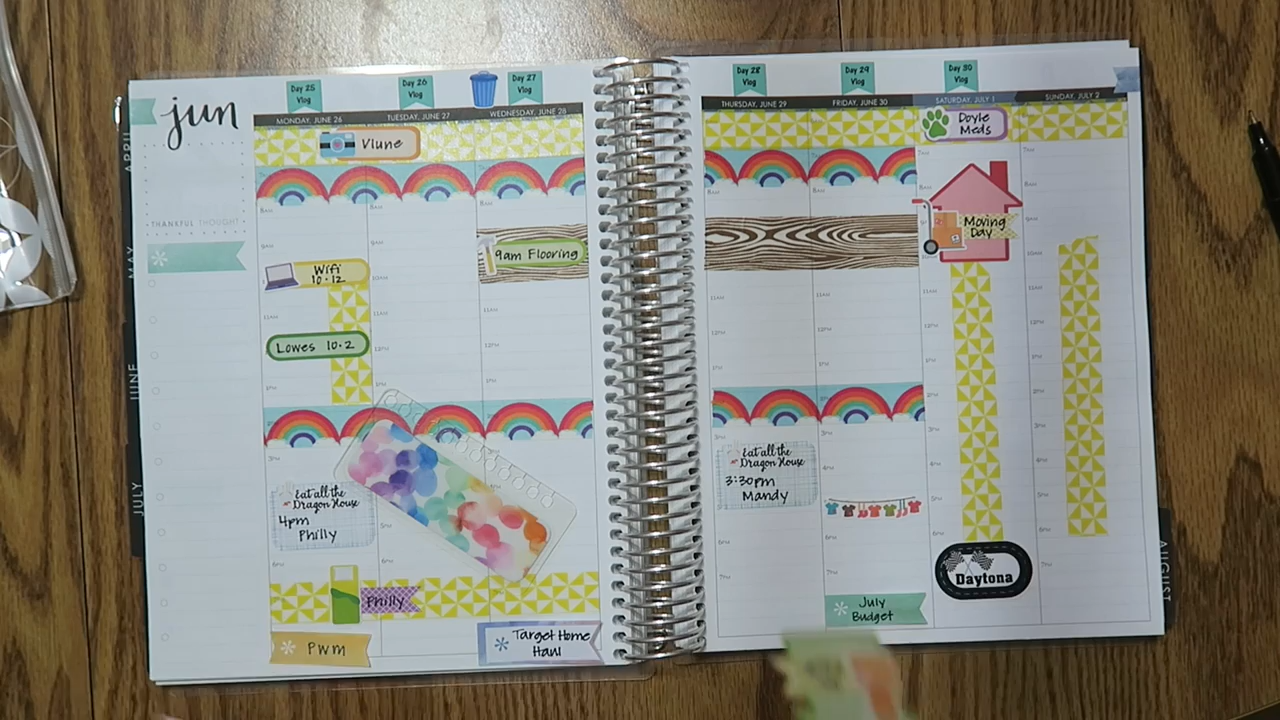 Day 25
Vlog
Day 26
Vlog
Day 27
Vlog
Day 28
Vlog
Day 29
Vlog
Day 30
Vlog
jun
MONDAY, JUNE 26
TUESDAY, JUNE 27
WEDNESDAY, JUNE 28
THURSDAY, JUNE 29
FRIDAY, JUNE 30
SATURDAY, JULY 1
SUNDAY, JULY 2
Vlune
Doyle
Meds
THANKFUL THOUGHT
Moving
Day
9am Flooring
Wifi
10-12
Lowes 10-2
Eat all the
Dragon House
4pm
Philly
Eat all the
Dragon House
3:30pm
Mandy
Philly
Daytona
July
Budget
PWM
Target Home
Haul
APRIL
MAY
JUNE
JULY
AUGUST